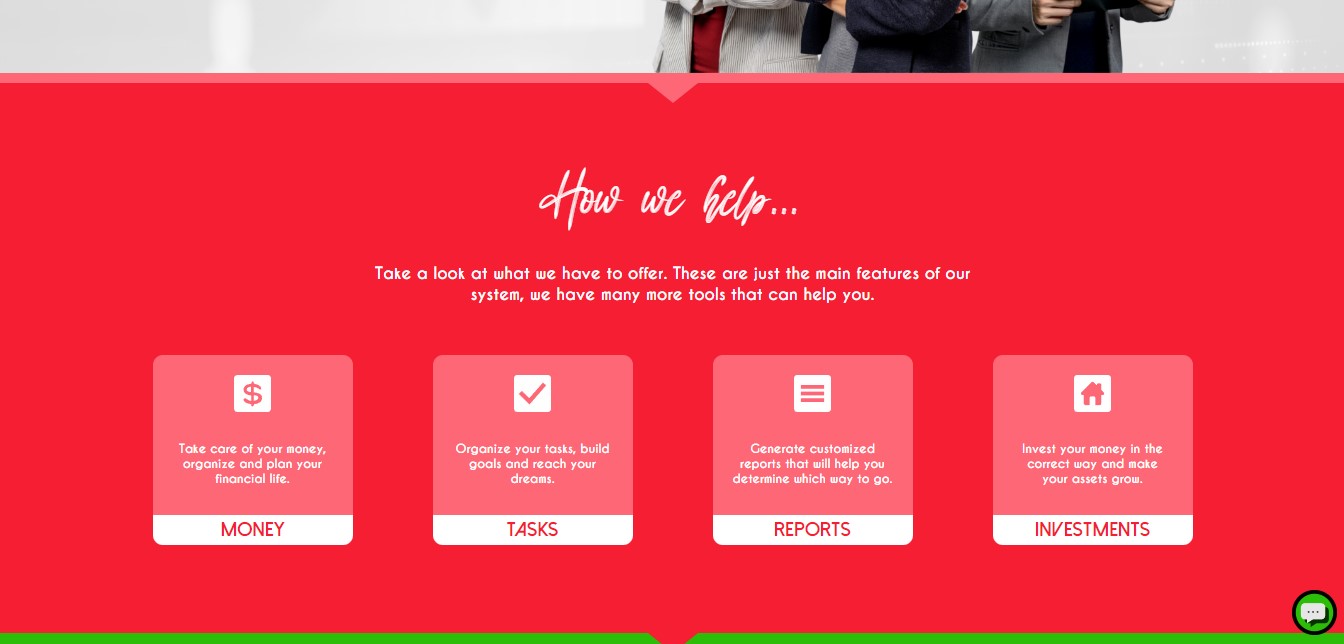 How we help...
Take a look at what we have to offer. These are just the main features of our
system, we have many more tools that can help you.
$
Take care of your money,
organize and plan your
financial life.
MONEY
Organize your tasks, build
goals and reach your
dreams.
TASKS
Generate customized
reports that will help you
determine which way to go.
REPORTS
Invest your money in the
correct way and make
your assets grow.
INVESTMENTS